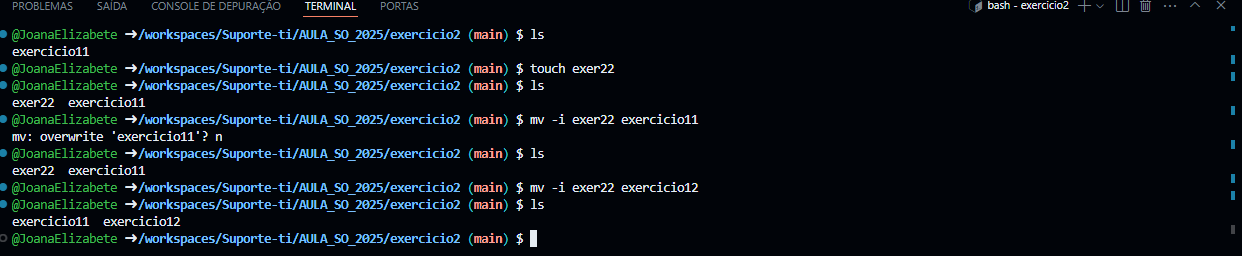 PROBLEMAS SAÍDA CONSOLE DE DEPURAÇÃO TERMINAL PORTAS bash - exercicio2
@JoanaElizabete ➜/workspaces/Suporte-ti/AULA_SO_2025/exercicio2 (main) $ ls
exercicio11
@JoanaElizabete ➜/workspaces/Suporte-ti/AULA_SO_2025/exercicio2 (main) $ touch exer22
@JoanaElizabete ➜/workspaces/Suporte-ti/AULA_SO_2025/exercicio2 (main) $ ls
exer22  exercicio11
@JoanaElizabete ➜/workspaces/Suporte-ti/AULA_SO_2025/exercicio2 (main) $ mv -i exer22 exercicio11
mv: overwrite 'exercicio11'? n
@JoanaElizabete ➜/workspaces/Suporte-ti/AULA_SO_2025/exercicio2 (main) $ ls
exer22  exercicio11
@JoanaElizabete ➜/workspaces/Suporte-ti/AULA_SO_2025/exercicio2 (main) $ mv -i exer22 exercicio12
@JoanaElizabete ➜/workspaces/Suporte-ti/AULA_SO_2025/exercicio2 (main) $ ls
exercicio11  exercicio12
@JoanaElizabete ➜/workspaces/Suporte-ti/AULA_SO_2025/exercicio2 (main) $